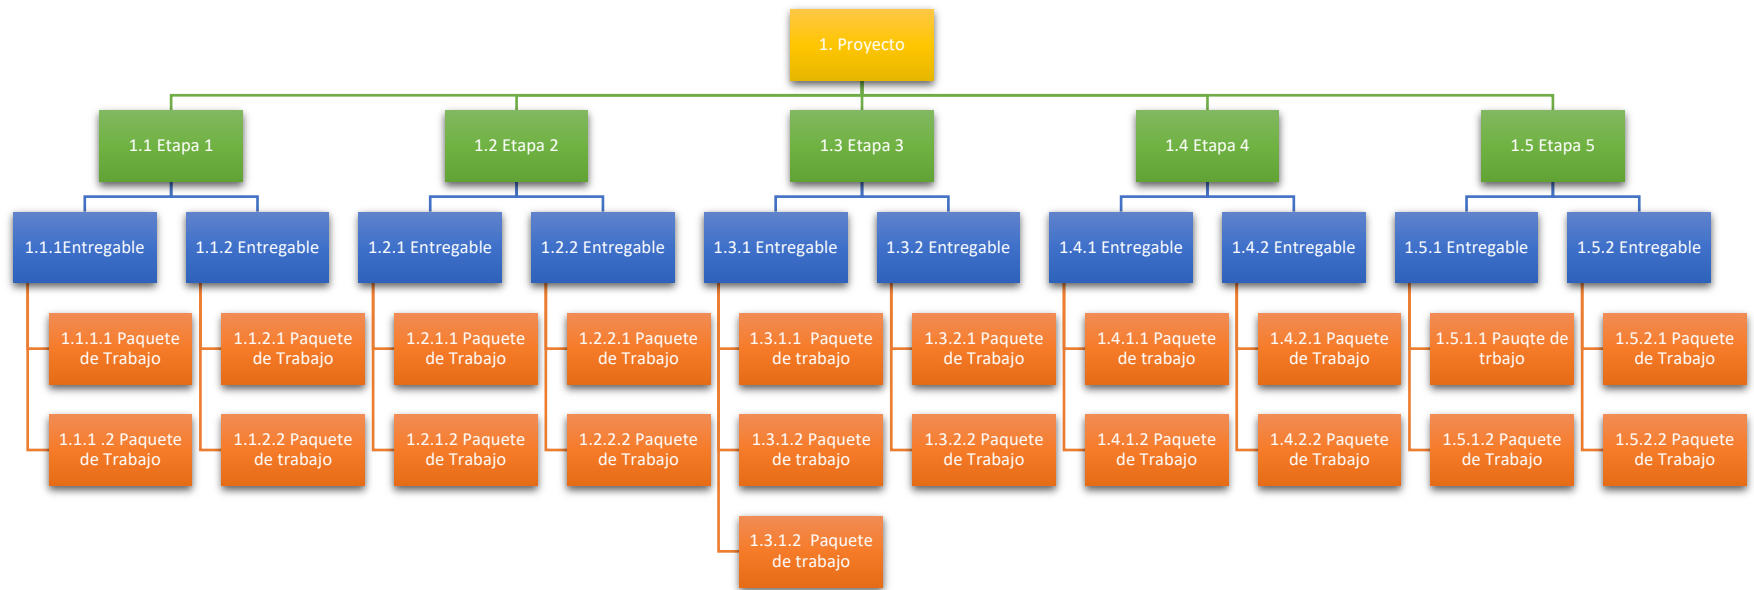 1. Proyecto
1.1 Etapa 1
1.2 Etapa 2
1.3 Etapa 3
1.4 Etapa 4
1.5 Etapa 5
1.1.1Entregable
1.1.2 Entregable
1.2.1 Entregable
1.2.2 Entregable
1.3.1 Entregable
1.3.2 Entregable
1.4.1 Entregable
1.4.2 Entregable
1.5.1 Entregable
1.5.2 Entregable
1.1.1.1 Paquete
de Trabajo
1.1.2.1 Paquete
de Trabajo
1.2.1.1 Paquete
de Trabajo
1.2.2.1 Paquete
de Trabajo
1.3.1.1  Paquete
de trabajo
1.3.2.1 Paquete
de Trabajo
1.4.1.1 Paquete
de trabajo
1.4.2.1 Paquete
de Trabajo
1.5.1.1 Pauqte de
trbajo
1.5.2.1 Paquete
de Trabajo
1.1.1 .2 Paquete
de Trabajo
1.1.2.2 Paquete
de trabajo
1.2.1.2 Paquete
de Trabajo
1.2.2.2 Paquete
de Trabajo
1.3.1.2 Paquete
de trabajo
1.3.2.2 Paquete
de Trabajo
1.4.1.2 Paquete
de Trabajo
1.4.2.2 Paquete
de Trabajo
1.5.1.2 Paquete
de Trabajo
1.5.2.2 Paquete
de Trabajo
1.3.1.2  Paquete
de trabajo